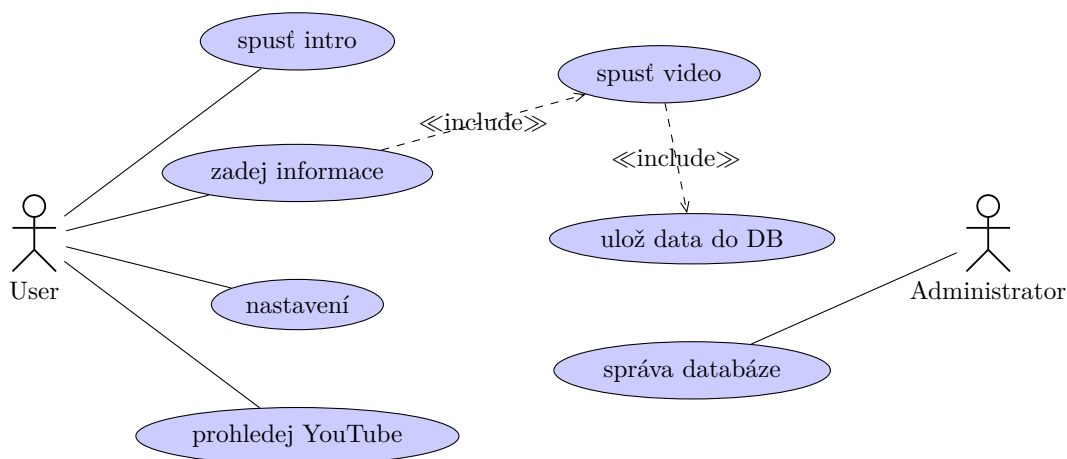 spusť intro
spusť video
≪include≫
≪include≫
zadej informace
ulož data do DB
User
Administrator
nastavení
správa databáze
prohledej YouTube